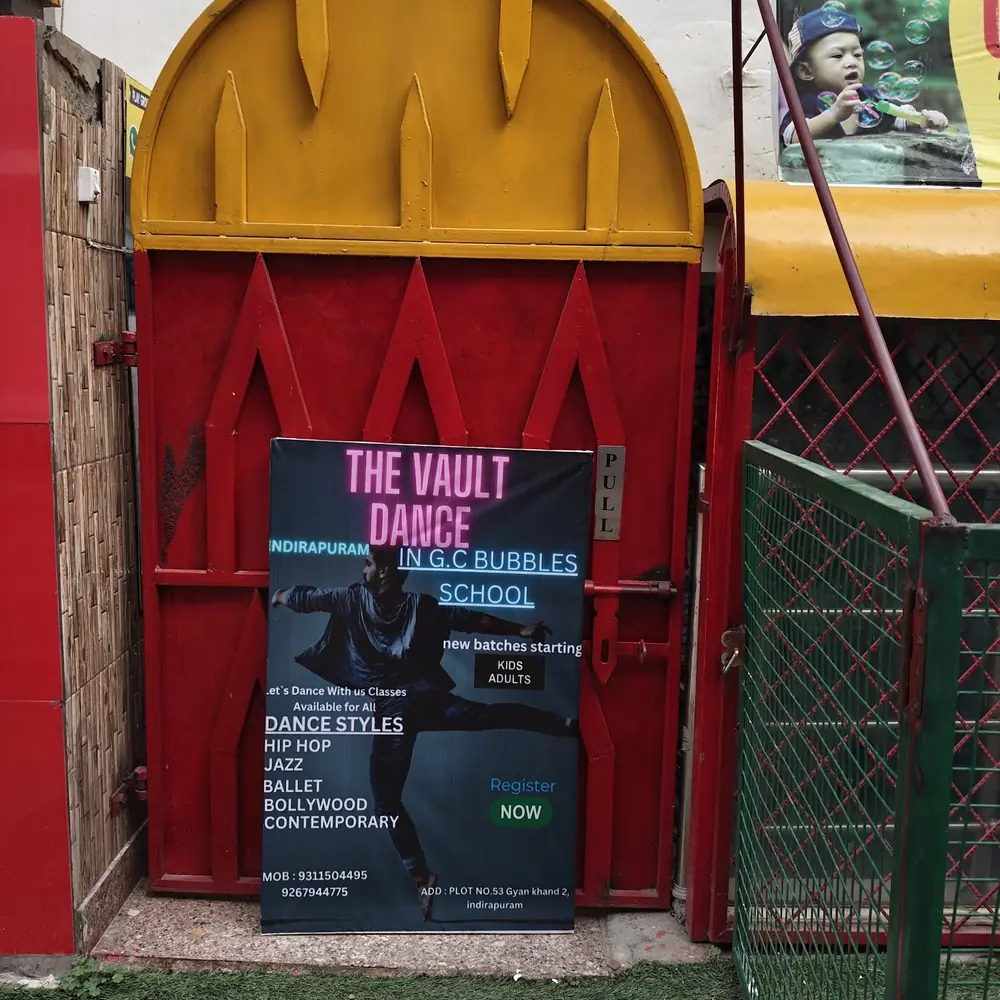 PULL
THE VAULT
DANCE
INDIRAPURAM
IN G.C BUBBLES
SCHOOL
new batches starting
KIDS
ADULTS
Let`s Dance With us Classes
Available for All
DANCE STYLES
HIP HOP
JAZZ
BALLET
BOLLYWOOD
CONTEMPORARY
Register
NOW
MOB : 9311504495
9267944775
ADD : PLOT NO.53 Gyan khand 2,
indirapuram